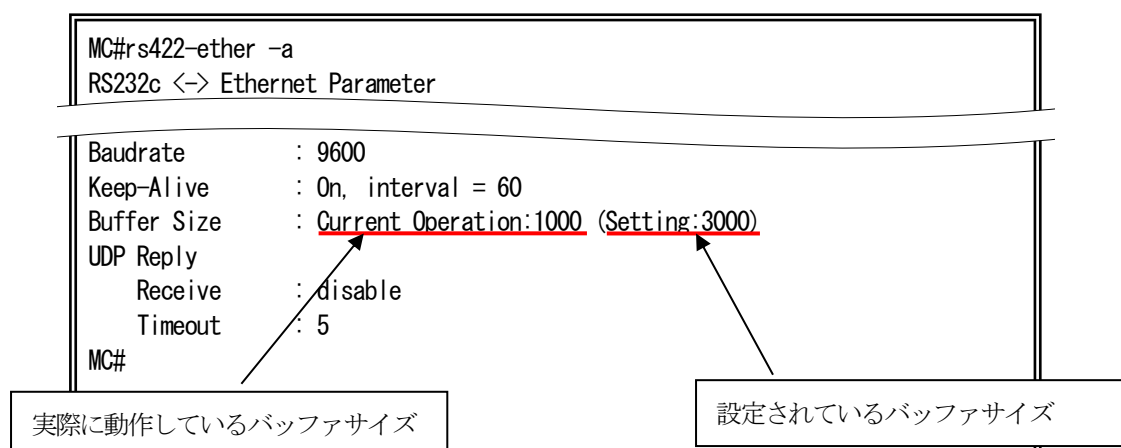 MC#rs422-ether -a
RS232c <-> Ethernet Parameter
Baudrate : 9600
Keep-Alive : On, interval = 60
Buffer Size : Current Operation:1000 (Setting:3000)
UDP Reply
Receive : disable
Timeout : 5
MC#
実際に動作しているバッファサイズ
設定されているバッファサイズ